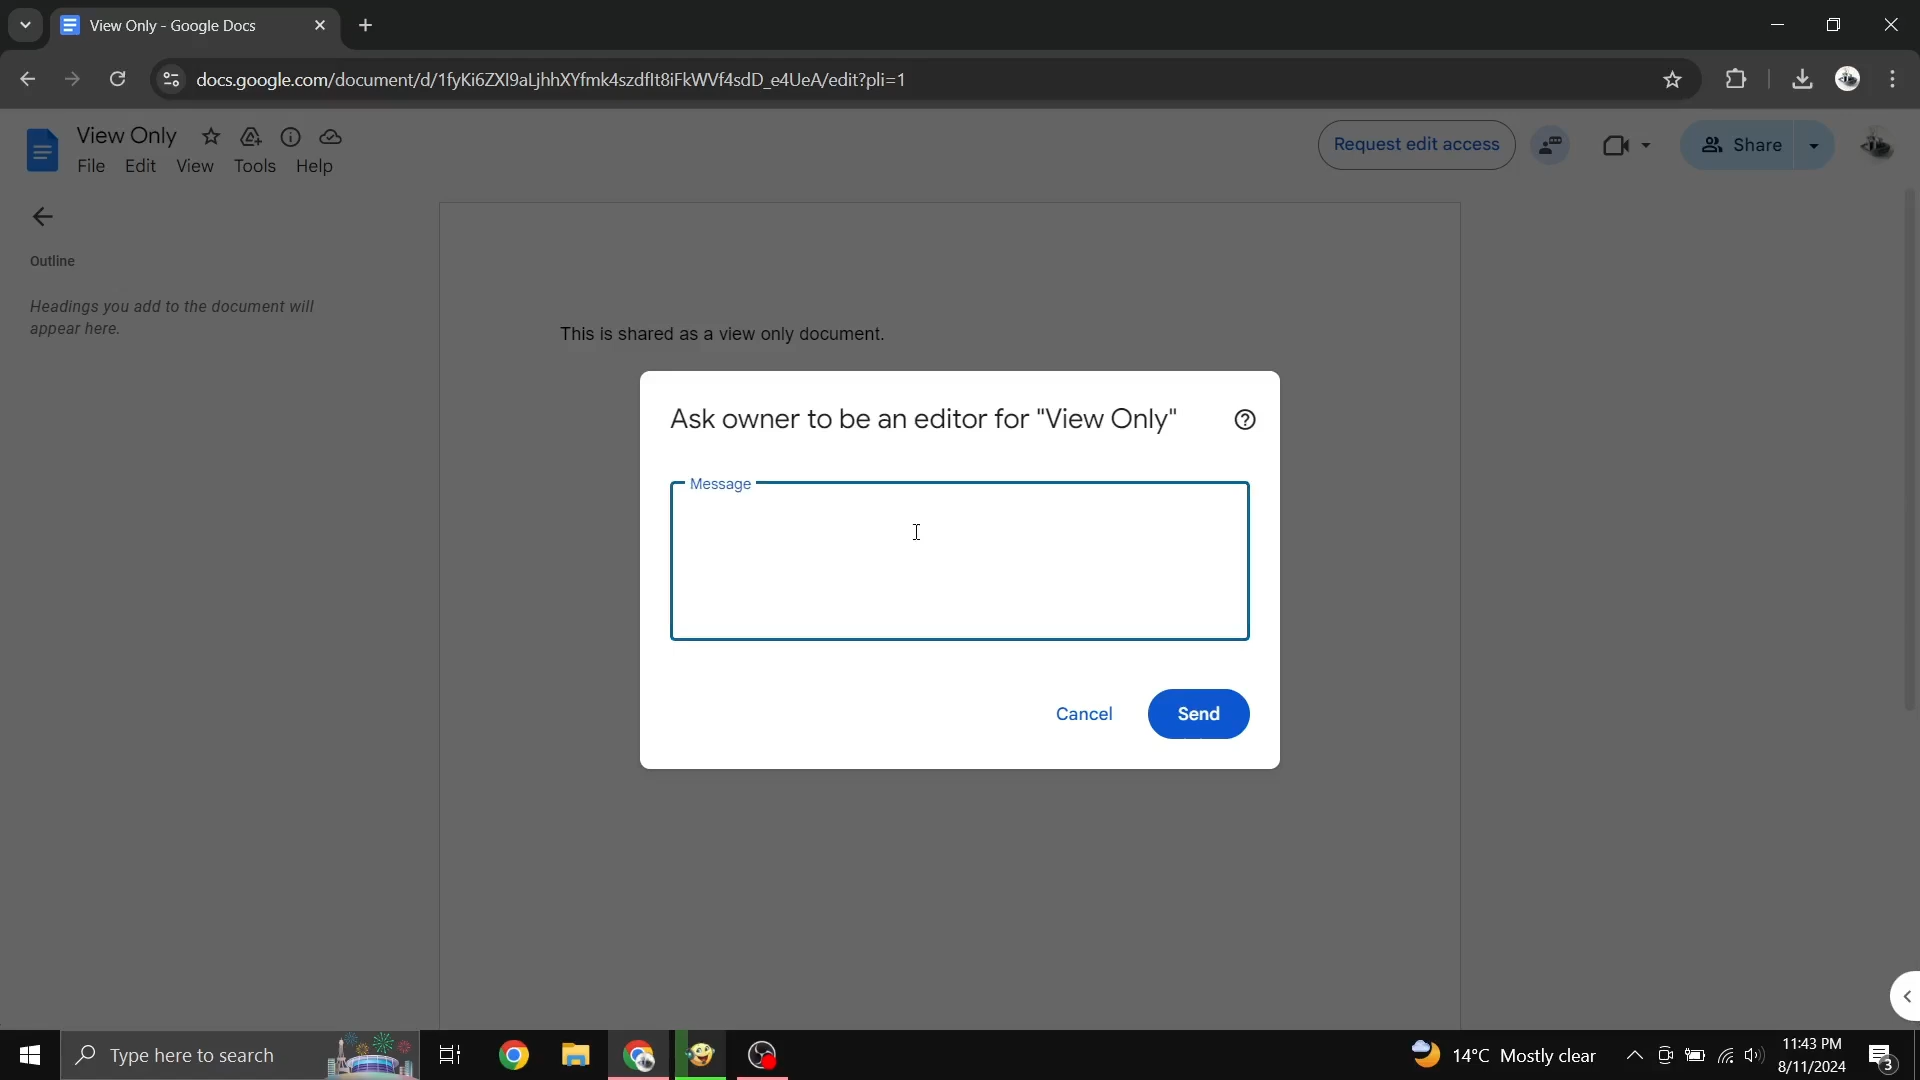 View Only - Google Docs
docs.google.com/document/d/1fyKi6ZXI9aLjhhXYfmk4szdfIt8iFkWVf4sdD_e4UeA/edit?pli=1
View Only
File Edit View Tools Help
Request edit access
Share
Outline
Headings you add to the document will
appear here.
This is shared as a view only document.
Ask owner to be an editor for "View Only"
Message
Cancel
Send
Type here to search
14°C Mostly clear
11:43 PM
8/11/2024
3